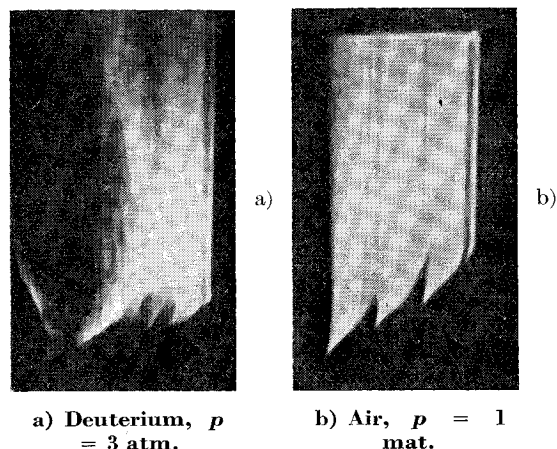 a)
b)
a) Deuterium, p
= 3 atm.
b) Air, p = 1
mat.